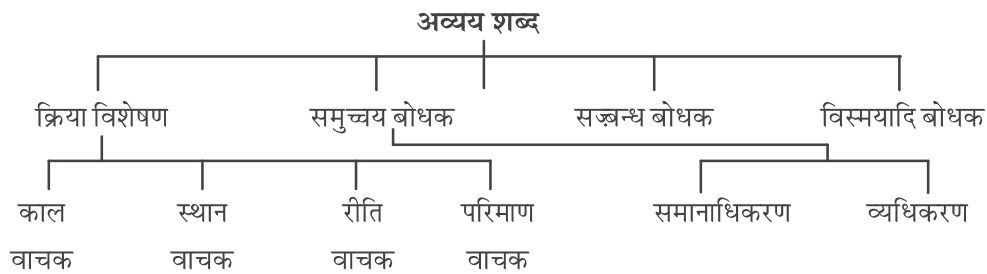 अव्यय शब्द
क्रिया विशेषण समुच्चय बोधक सञ्बन्ध बोधक विस्मयादि बोधक
काल स्थान रीति परिमाण समानाधिकरण व्यधिकरण
वाचक वाचक वाचक वाचक